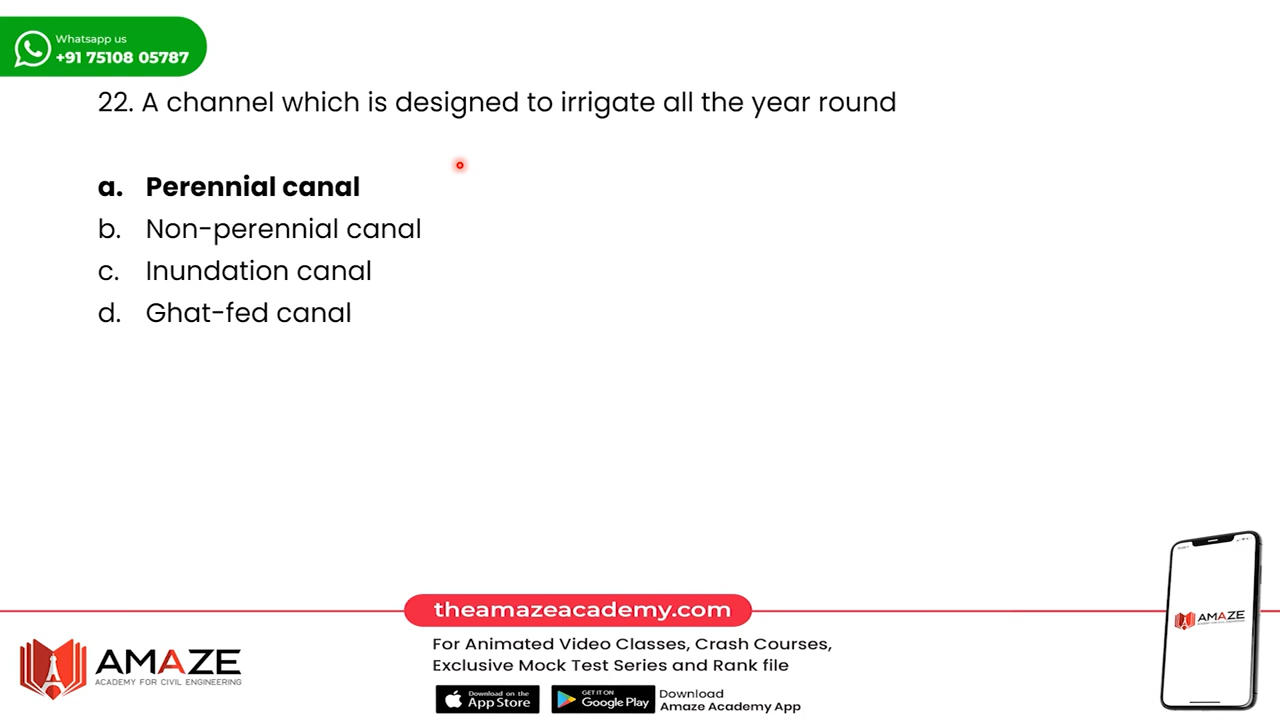 Whatsapp us
+91 75108 05787
22. A channel which is designed to irrigate all the year round
a. Perennial canal
b. Non-perennial canal
c. Inundation canal
d. Ghat-fed canal
theamazeacademy.com
For Animated Video Classes, Crash Courses,
Exclusive Mock Test Series and Rank file
Download on the
App Store
GET IT ON
Google Play
Download
Amaze Academy App
AMAZE
ACADEMY FOR CIVIL ENGINEERING
AMAZE